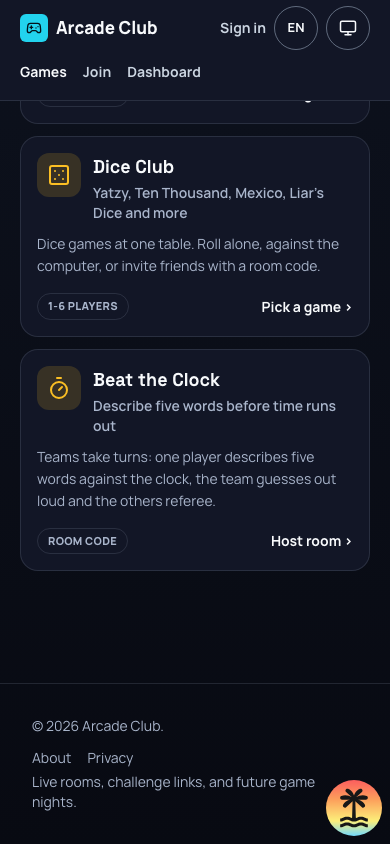 Arcade Club
Sign in
EN
Games Join Dashboard
Dice Club
Yatzy, Ten Thousand, Mexico, Liar's
Dice and more
Dice games at one table. Roll alone, against the
computer, or invite friends with a room code.
1-6 PLAYERS
Pick a game ›
Beat the Clock
Describe five words before time runs
out
Teams take turns: one player describes five
words against the clock, the team guesses out
loud and the others referee.
ROOM CODE
Host room ›
© 2026 Arcade Club.
About Privacy
Live rooms, challenge links, and future game
nights.